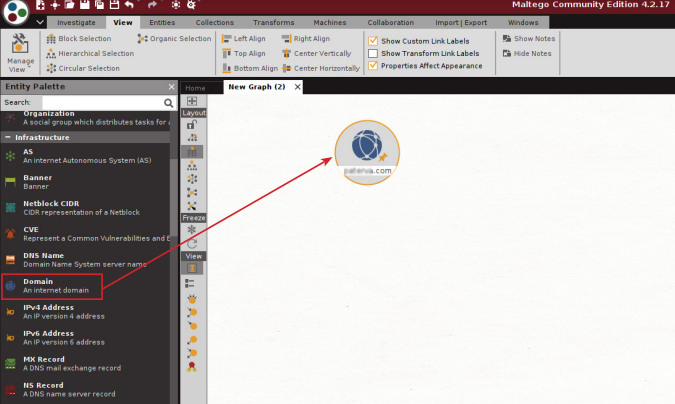 Maltego Community Edition 4.2.17
Investigate View Entities Collections Transforms Machines Collaboration Import | Export Windows
Manage View
Block Selection
Hierarchical Selection
Circular Selection
Organic Selection
Left Align
Top Align
Bottom Align
Right Align
Center Vertically
Center Horizontally
Show Custom Link Labels
Show Transform Link Labels
Properties Affect Appearance
Show Notes
Hide Notes
Entity Palette
Search:
Organization
A social group which distributes tasks for
Infrastructure
AS
An internet Autonomous System (AS)
Banner
Banner
Netblock CIDR
CIDR representation of a Netblock
CVE
Represent a Common Vulnerabilities and E
DNS Name
Domain Name System server name
Domain
An internet domain
IPv4 Address
An IP version 4 address
IPv6 Address
An IP version 6 address
MX Record
A DNS mail exchange record
NS Record
A DNS name server record
Home New Graph (2)
Layout
Freeze
View
paterva.com